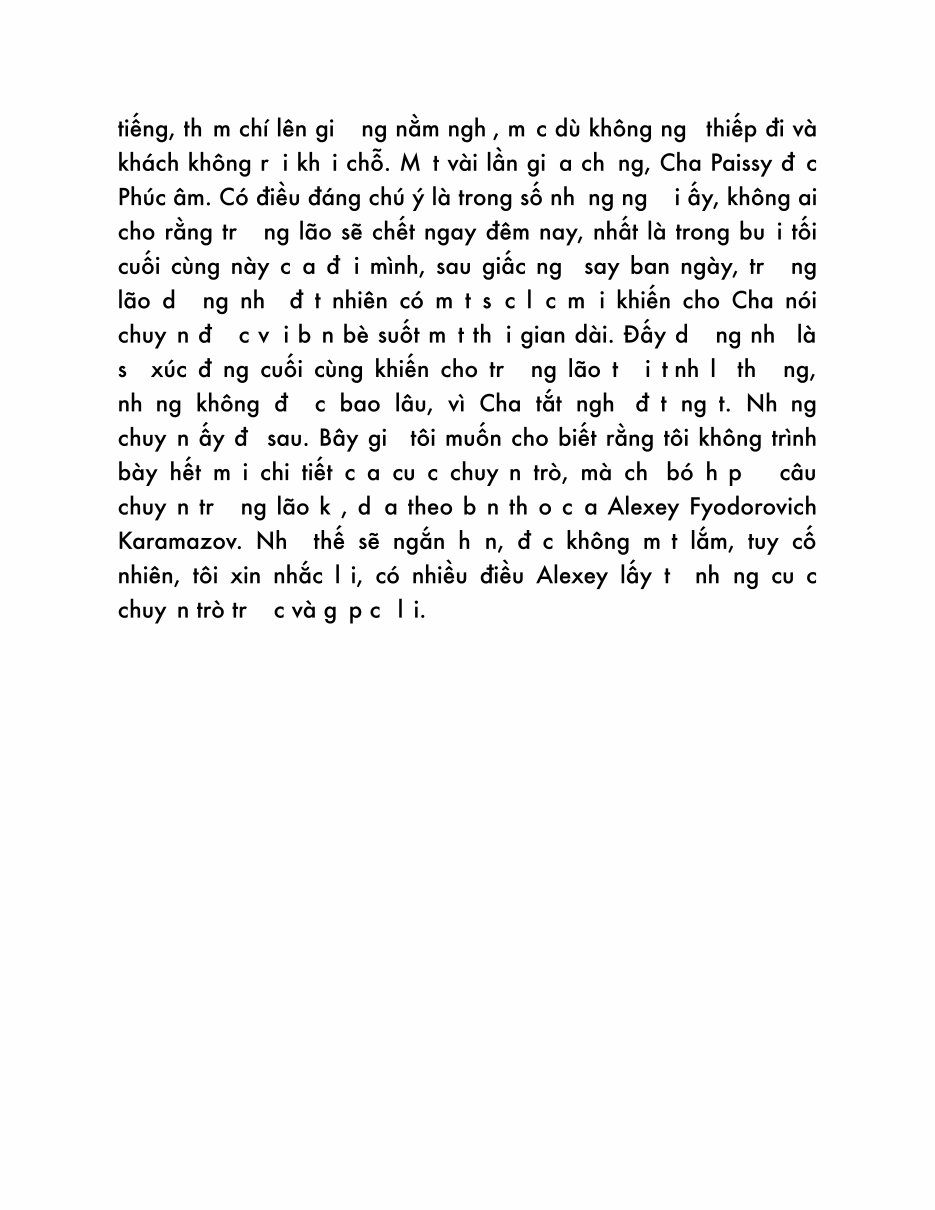 tiếng, th m chí lên gi ng nằm ngh , m c dù không ng thiếp đi và
khách không r i kh i chỗ. M t vài lần gi a ch ng, Cha Paissy đ c
Phúc âm. Có điều đáng chú ý là trong số nh ng ng i ấy, không ai
cho rằng tr ng lão sẽ chết ngay đêm nay, nhất là trong bu i tối
cuối cùng này c a đ i mình, sau giấc ng say ban ngày, tr ng
lão d ng nh đ t nhiên có m t s c l c m i khiến cho Cha nói
chuy n đ c v i b n bè suốt m t th i gian dài. Đấy d ng nh là
s xúc đ ng cuối cùng khiến cho tr ng lão t i t nh l th ng,
nh ng không đ c bao lâu, vì Cha tắt ngh đ t ng t. Nh ng
chuy n ấy đ sau. Bây gi tôi muốn cho biết rằng tôi không trình
bày hết m i chi tiết c a cu c chuy n trò, mà ch bó h p câu
chuy n tr ng lão k , d a theo b n th o c a Alexey Fyodorovich
Karamazov. Nh thế sẽ ngắn h n, đ c không m t lắm, tuy cố
nhiên, tôi xin nhắc l i, có nhiều điều Alexey lấy t nh ng cu c
chuy n trò tr c và g p c l i.